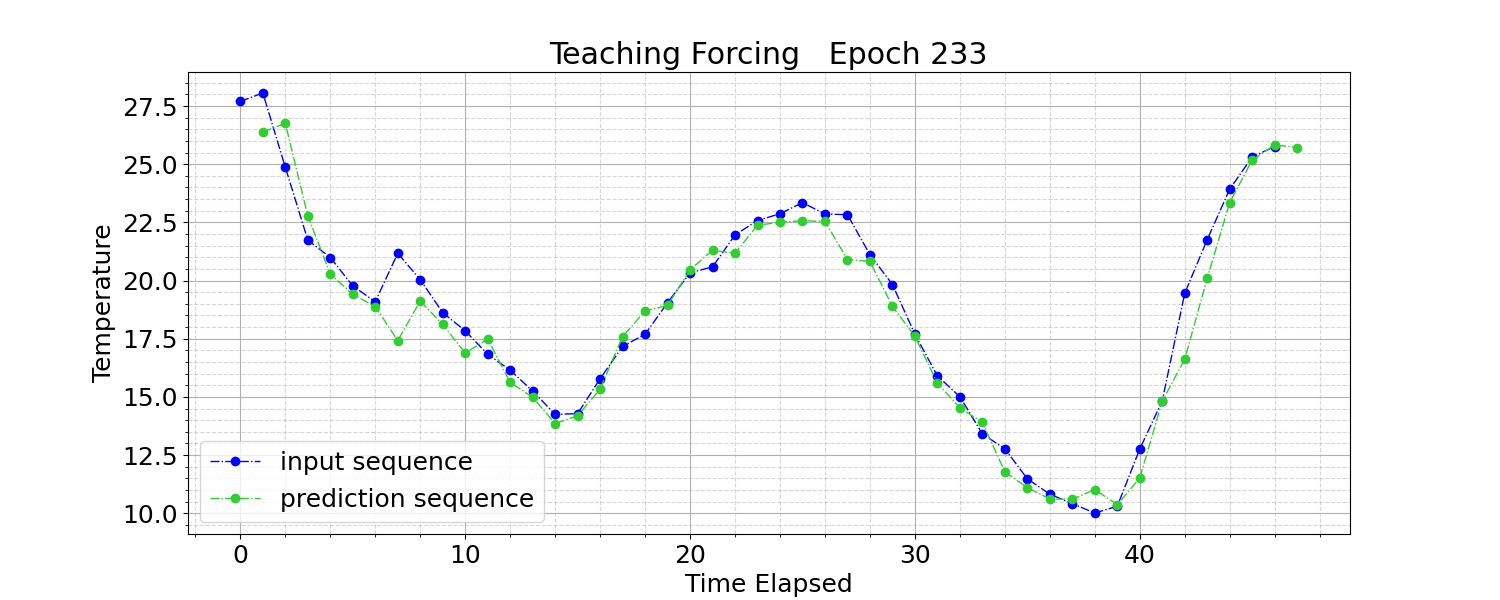 Teaching Forcing   Epoch 233
27.5
25.0
22.5
20.0
17.5
15.0
12.5
10.0
Temperature
input sequence
prediction sequence
0 10 20 30 40
Time Elapsed